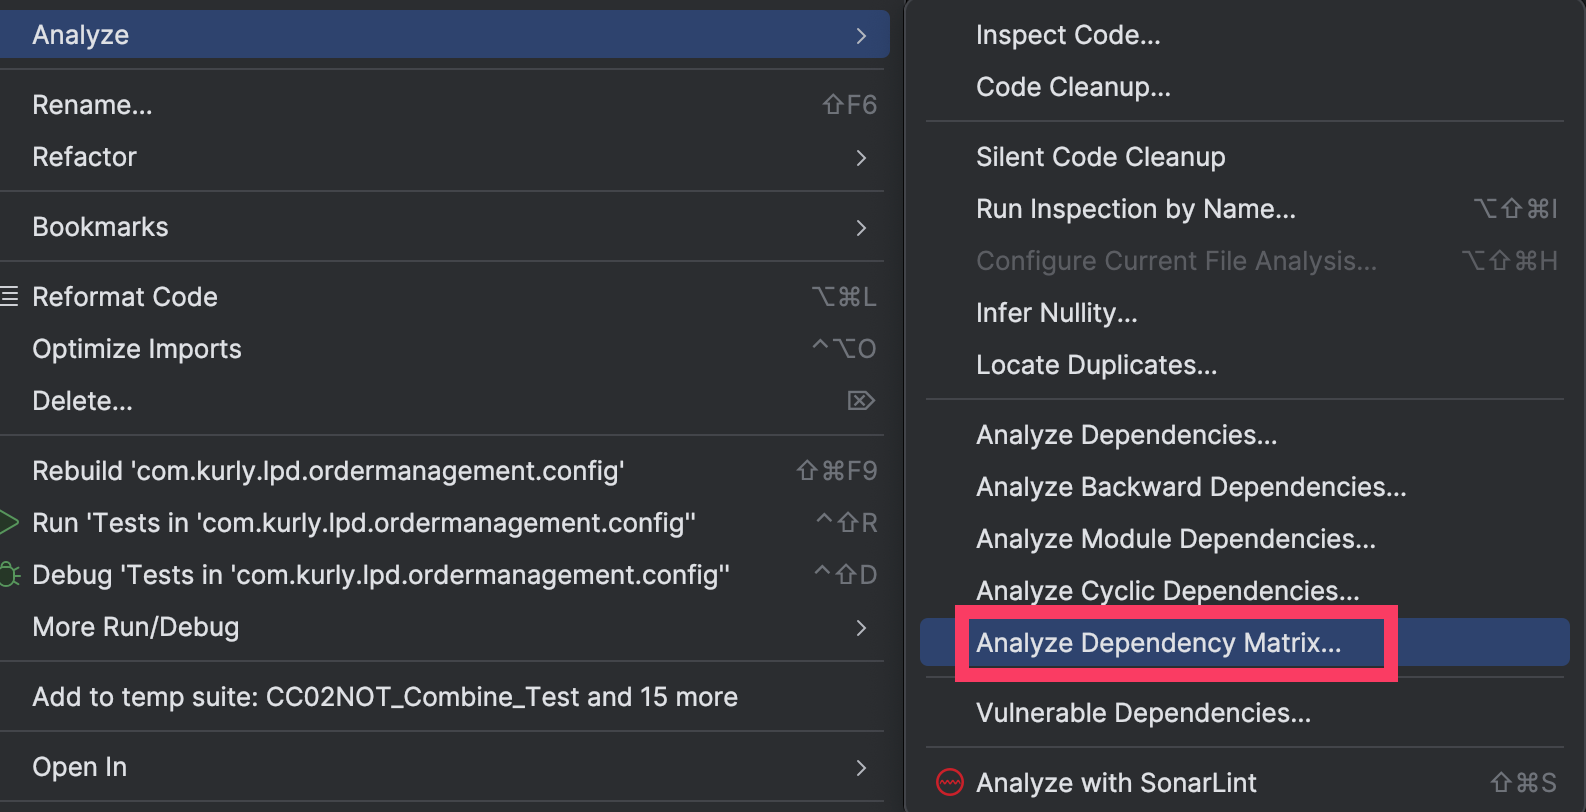 Analyze
Rename...
⇧F6
Refactor
Bookmarks
Reformat Code
⌥⌘L
Optimize Imports
^⌥O
Delete...
⌦
Rebuild 'com.kurly.lpd.ordermanagement.config'
⇧⌘F9
Run 'Tests in 'com.kurly.lpd.ordermanagement.config''
^⇧R
Debug 'Tests in 'com.kurly.lpd.ordermanagement.config''
^⇧D
More Run/Debug
Add to temp suite: CC02NOT_Combine_Test and 15 more
Open In
Inspect Code...
Code Cleanup...
Silent Code Cleanup
Run Inspection by Name...
⌥⇧⌘I
Configure Current File Analysis...
⌥⇧⌘H
Infer Nullity...
Locate Duplicates...
Analyze Dependencies...
Analyze Backward Dependencies...
Analyze Module Dependencies...
Analyze Cyclic Dependencies...
Analyze Dependency Matrix...
Vulnerable Dependencies...
Analyze with SonarLint
⇧⌘S